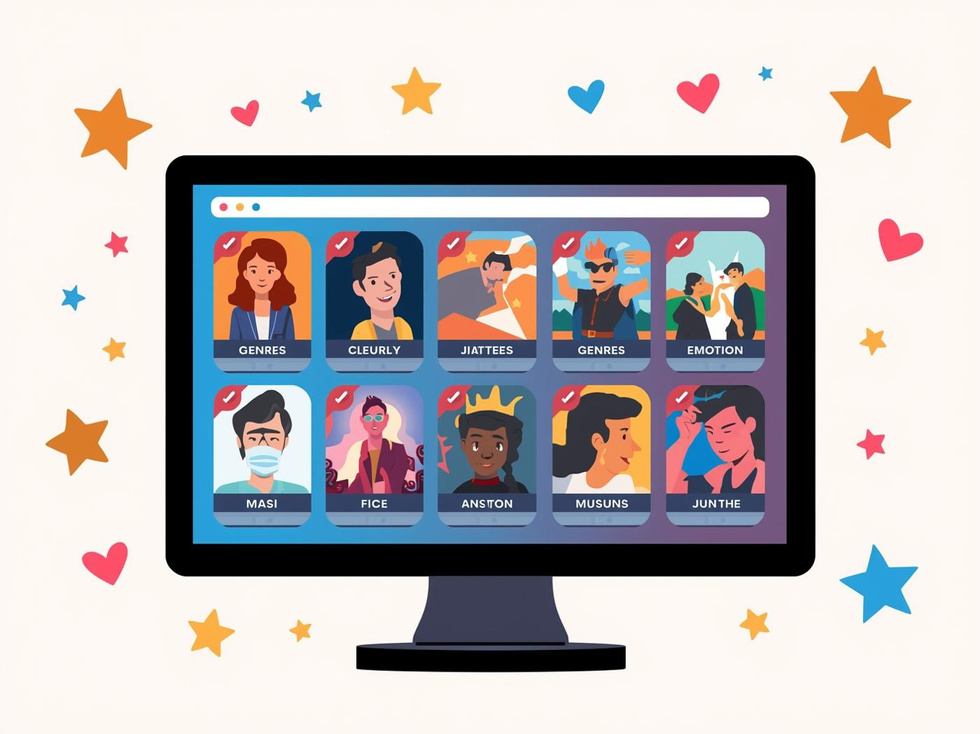 GENRES
CLEURLY
JIATTEES
GENRES
EMOTION
MASI
FICE
ANSTON
MUSUNS
JUNTHE